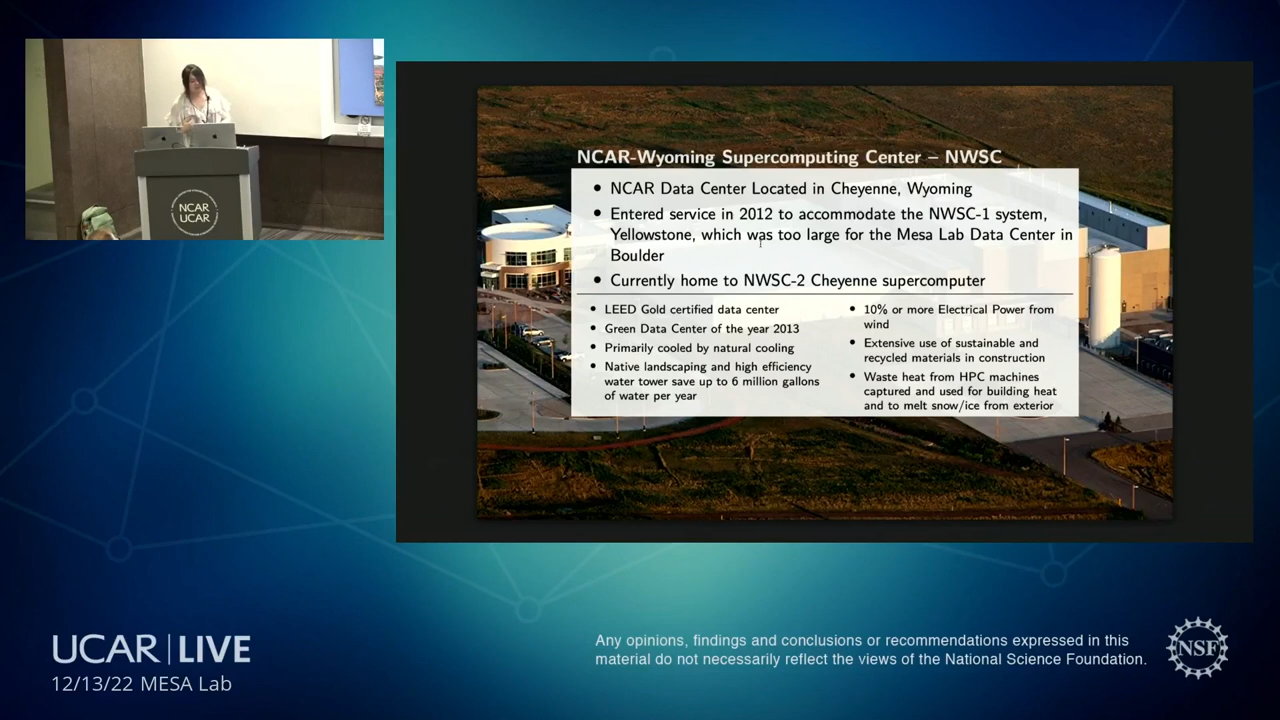 NCAR
UCAR
NCAR-Wyoming Supercomputing Center – NWSC
• NCAR Data Center Located in Cheyenne, Wyoming
• Entered service in 2012 to accommodate the NWSC-1 system,
Yellowstone, which was too large for the Mesa Lab Data Center in
Boulder
• Currently home to NWSC-2 Cheyenne supercomputer
• LEED Gold certified data center
• Green Data Center of the year 2013
• Primarily cooled by natural cooling
• Native landscaping and high efficiency
water tower save up to 6 million gallons
of water per year
• 10% or more Electrical Power from
wind
• Extensive use of sustainable and
recycled materials in construction
• Waste heat from HPC machines
captured and used for building heat
and to melt snow/ice from exterior
UCAR | LIVE
12/13/22 MESA Lab
Any opinions, findings and conclusions or recommendations expressed in this
material do not necessarily reflect the views of the National Science Foundation.
NSF